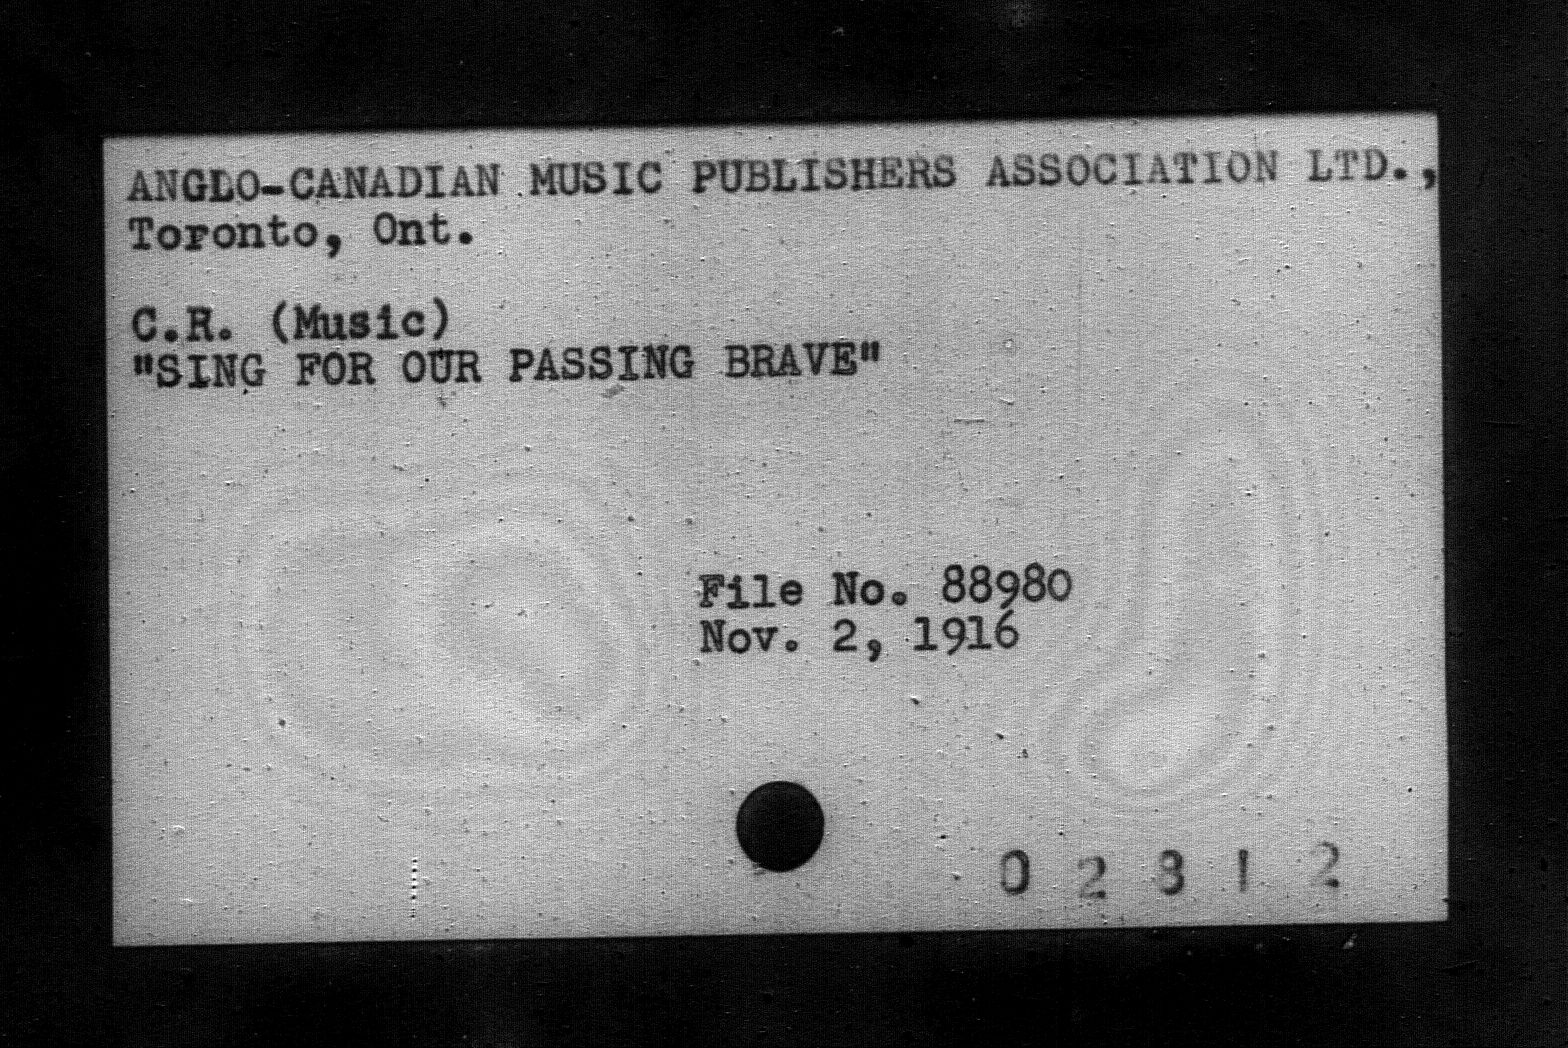 ANGLO-CANADIAN MUSIC PUBLISHERS ASSOCIATION LTD.,
Toronto, Ont.
C.R. (Music)
"SING FOR OUR PASSING BRAVE"
File No. 88980
Nov. 2, 1916
0 2 3 1 2